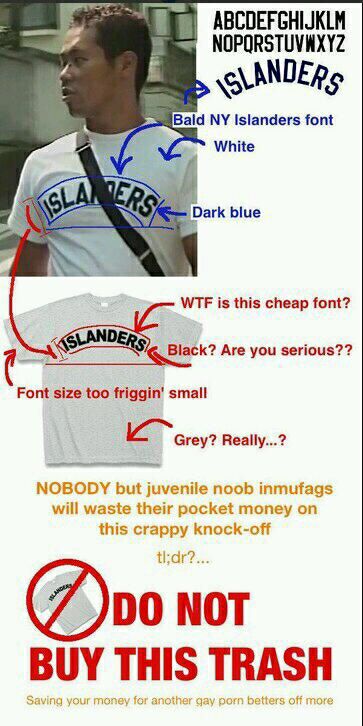 ABCDEFGHIJKLM
NOPQRSTUVWXYZ
ISLANDERS
Bald NY Islanders font
White
ISLANDERS
Dark blue
WTF is this cheap font?
ISLANDERS
Black? Are you serious??
Font size too friggin' small
Grey? Really...?
NOBODY but juvenile noob inmufags
will waste their pocket money on
this crappy knock-off
tl;dr?...
ISLANDERS
DO NOT
BUY THIS TRASH
Saving your money for another gay porn betters off more